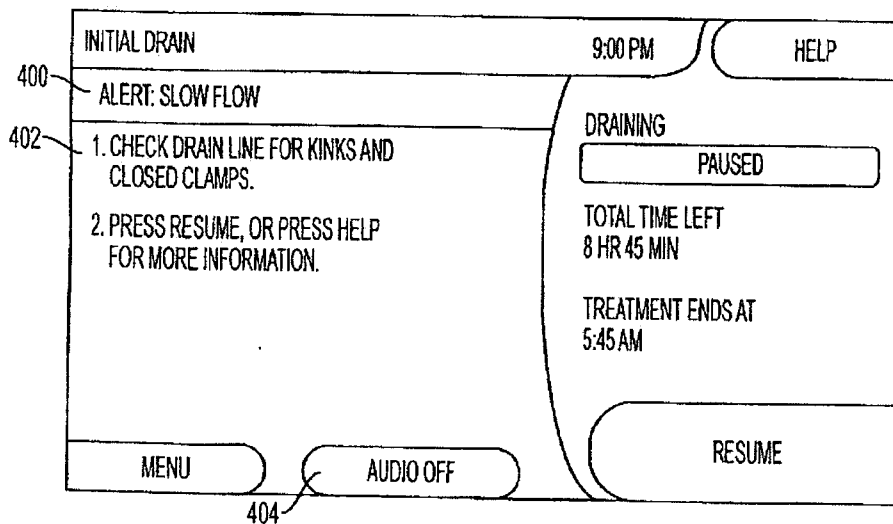 INITIAL DRAIN
9:00 PM
HELP
400
ALERT: SLOW FLOW
402
1. CHECK DRAIN LINE FOR KINKS AND
CLOSED CLAMPS.
2. PRESS RESUME, OR PRESS HELP
FOR MORE INFORMATION.
DRAINING
PAUSED
TOTAL TIME LEFT
8 HR 45 MIN
TREATMENT ENDS AT
5:45 AM
MENU
AUDIO OFF
RESUME
404